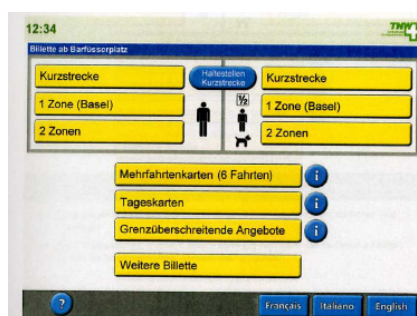 12:34
TNW
Billette ab Barfüsserplatz
Kurzstrecke
Haltestellen
Kurzstrecke
Kurzstrecke
1 Zone (Basel)
½
1 Zone (Basel)
2 Zonen
2 Zonen
Mehrfahrtenkarten (6 Fahrten)
i
Tageskarten
i
Grenzüberschreitende Angebote
i
Weitere Billette
?
Français
Italiano
English